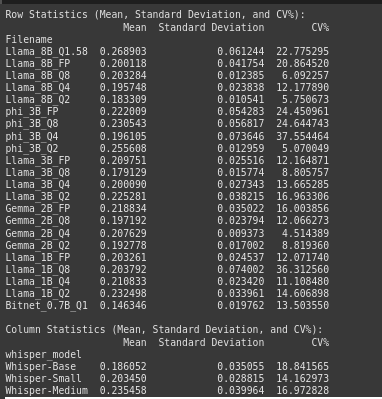 Row Statistics (Mean, Standard Deviation, and CV%):
Mean Standard Deviation CV%
Filename
Llama_8B_Q1.58 0.268903 0.061244 22.775295
Llama_8B_FP 0.200118 0.041754 20.864520
Llama_8B_Q8 0.203284 0.012385 6.092257
Llama_8B_Q4 0.195748 0.023838 12.177890
Llama_8B_Q2 0.183309 0.010541 5.750673
phi_3B_FP 0.222009 0.054283 24.450961
phi_3B_Q8 0.230543 0.056817 24.644743
phi_3B_Q4 0.196105 0.073646 37.554464
phi_3B_Q2 0.255608 0.012959 5.070049
Llama_3B_FP 0.209751 0.025516 12.164871
Llama_3B_Q8 0.179129 0.015774 8.805757
Llama_3B_Q4 0.200090 0.027343 13.665285
Llama_3B_Q2 0.225281 0.038215 16.963306
Gemma_2B_FP 0.218834 0.035022 16.003856
Gemma_2B_Q8 0.197192 0.023794 12.066273
Gemma_2B_Q4 0.207629 0.009373 4.514389
Gemma_2B_Q2 0.192778 0.017002 8.819360
Llama_1B_FP 0.203261 0.024537 12.071740
Llama_1B_Q8 0.203792 0.074002 36.312560
Llama_1B_Q4 0.210833 0.023420 11.108480
Llama_1B_Q2 0.232498 0.033961 14.606898
Bitnet_0.7B_Q1 0.146346 0.019762 13.503550
Column Statistics (Mean, Standard Deviation, and CV%):
Mean Standard Deviation CV%
whisper_model
Whisper-Base 0.186052 0.035055 18.841565
Whisper-Small 0.203450 0.028815 14.162973
Whisper-Medium 0.235458 0.039964 16.972828